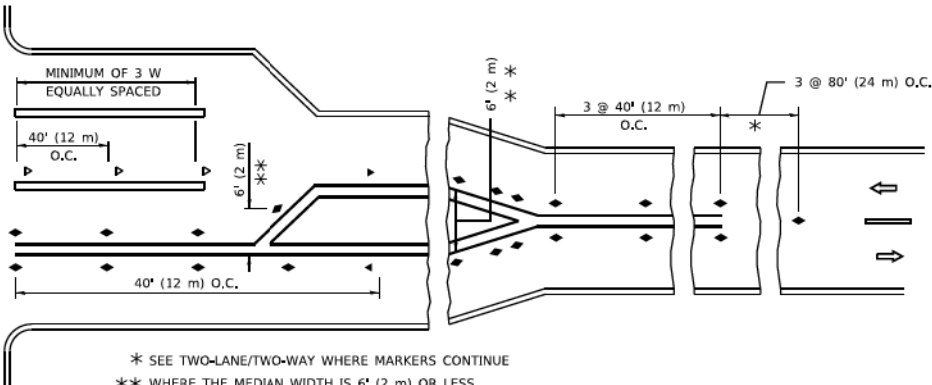 MINIMUM OF 3 W
EQUALLY SPACED
40' (12 m)
O.C.
6' (2 m)
**
40' (12 m) O.C.
6' (2 m)
**
3 @ 40' (12 m)
O.C.
3 @ 80' (24 m) O.C.
*
* SEE TWO-LANE/TWO-WAY WHERE MARKERS CONTINUE
** WHERE THE MEDIAN WIDTH IS 6' (2 m) OR LESS